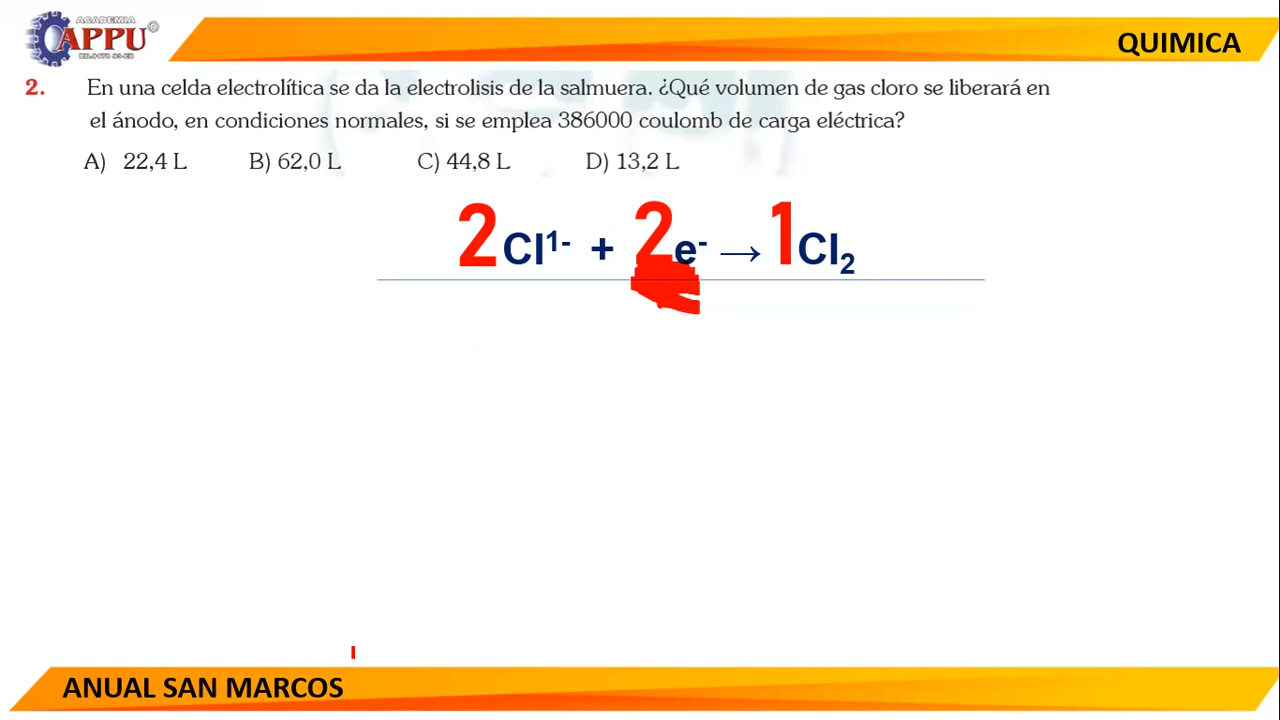 ACADEMIA
CAPPU®
QUIMICA
2. En una celda electrolítica se da la electrolisis de la salmuera. ¿Qué volumen de gas cloro se liberará en
el ánodo, en condiciones normales, si se emplea 386000 coulomb de carga eléctrica?
A) 22,4 L B) 62,0 L C) 44,8 L D) 13,2 L
2Cl¹⁻ + 2e⁻ → 1Cl₂
ANUAL SAN MARCOS